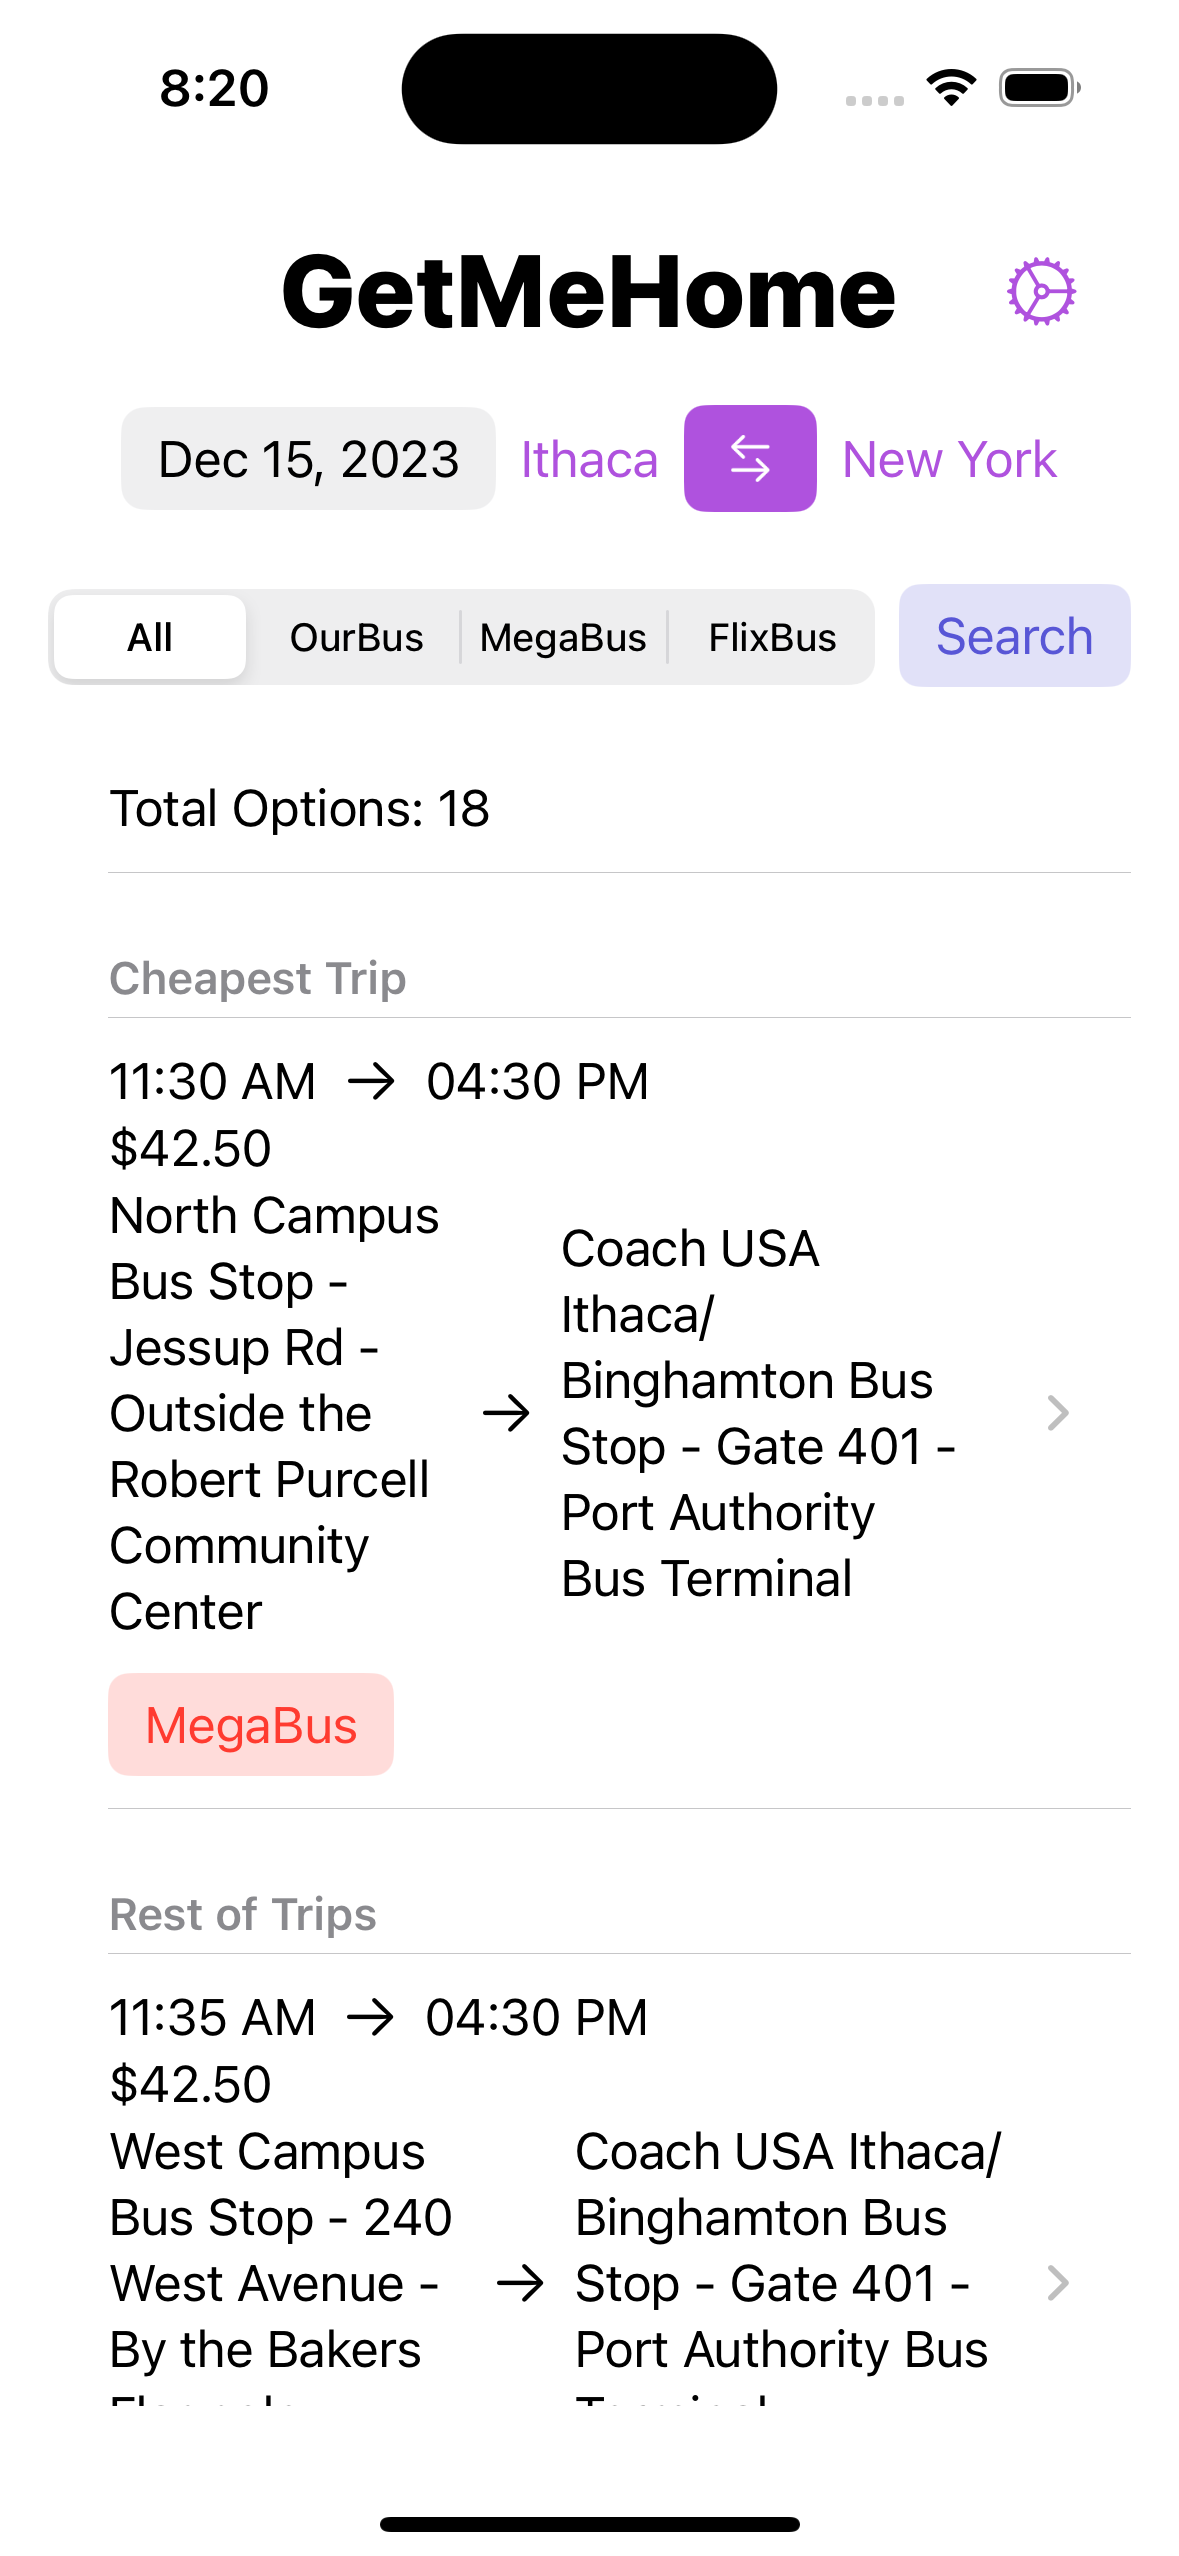 8:20
GetMeHome
Dec 15, 2023 Ithaca New York
All OurBus MegaBus FlixBus Search
Total Options: 18
Cheapest Trip
11:30 AM → 04:30 PM
$42.50
North Campus
Bus Stop -
Jessup Rd -
Outside the
Robert Purcell
Community
Center
→
Coach USA
Ithaca/
Binghamton Bus
Stop - Gate 401 -
Port Authority
Bus Terminal
MegaBus
Rest of Trips
11:35 AM → 04:30 PM
$42.50
West Campus
Bus Stop - 240
West Avenue -
By the Bakers
→
Coach USA Ithaca/
Binghamton Bus
Stop - Gate 401 -
Port Authority Bus
Terminal